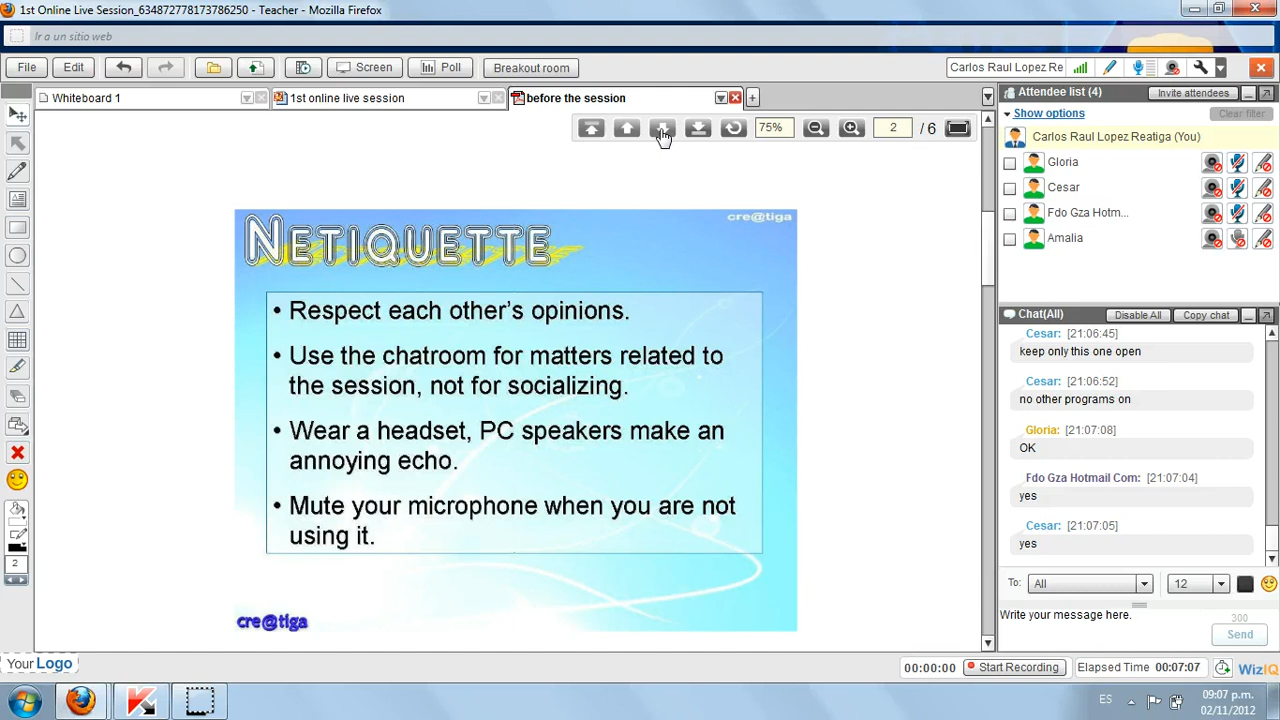 1st Online Live Session_634872778173786250 - Teacher - Mozilla Firefox
Ir a un sitio web
File Edit Screen Poll Breakout room Carlos Raul Lopez Re
Whiteboard 1 1st online live session before the session
75% 2 / 6
Attendee list (4) Invite attendees
Show options Clear filter
Carlos Raul Lopez Reatiga (You)
Gloria
Cesar
Fdo Gza Hotm...
Amalia
cre@tiga
NETIQUETTE
• Respect each other's opinions.
• Use the chatroom for matters related to
the session, not for socializing.
• Wear a headset, PC speakers make an
annoying echo.
• Mute your microphone when you are not
using it.
cre@tiga
Chat(All) Disable All Copy chat
Cesar: [21:06:45]
keep only this one open
Cesar: [21:06:52]
no other programs on
Gloria: [21:07:08]
OK
Fdo Gza Hotmail Com: [21:07:04]
yes
Cesar: [21:07:05]
yes
To: All 12
Write your message here.
300
Send
2
Your Logo
00:00:00 Start Recording Elapsed Time 00:07:07 WizIQ
ES 09:07 p.m.
02/11/2012